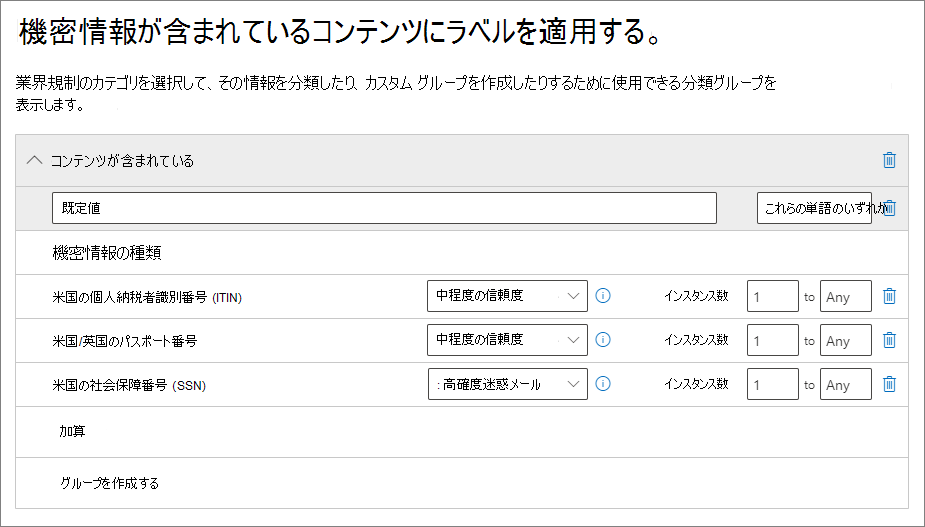 機密情報が含まれているコンテンツにラベルを適用する。
業界規制のカテゴリを選択して、その情報を分類したり、カスタム グループを作成したりするために使用できる分類グループを
表示します。
コンテンツが含まれている
既定値 これらの単語のいずれか
機密情報の種類
米国の個人納税者識別番号 (ITIN) 中程度の信頼度 インスタンス数 1 to Any
米国/英国のパスポート番号 中程度の信頼度 インスタンス数 1 to Any
米国の社会保障番号 (SSN) : 高確度迷惑メール インスタンス数 1 to Any
加算
グループを作成する